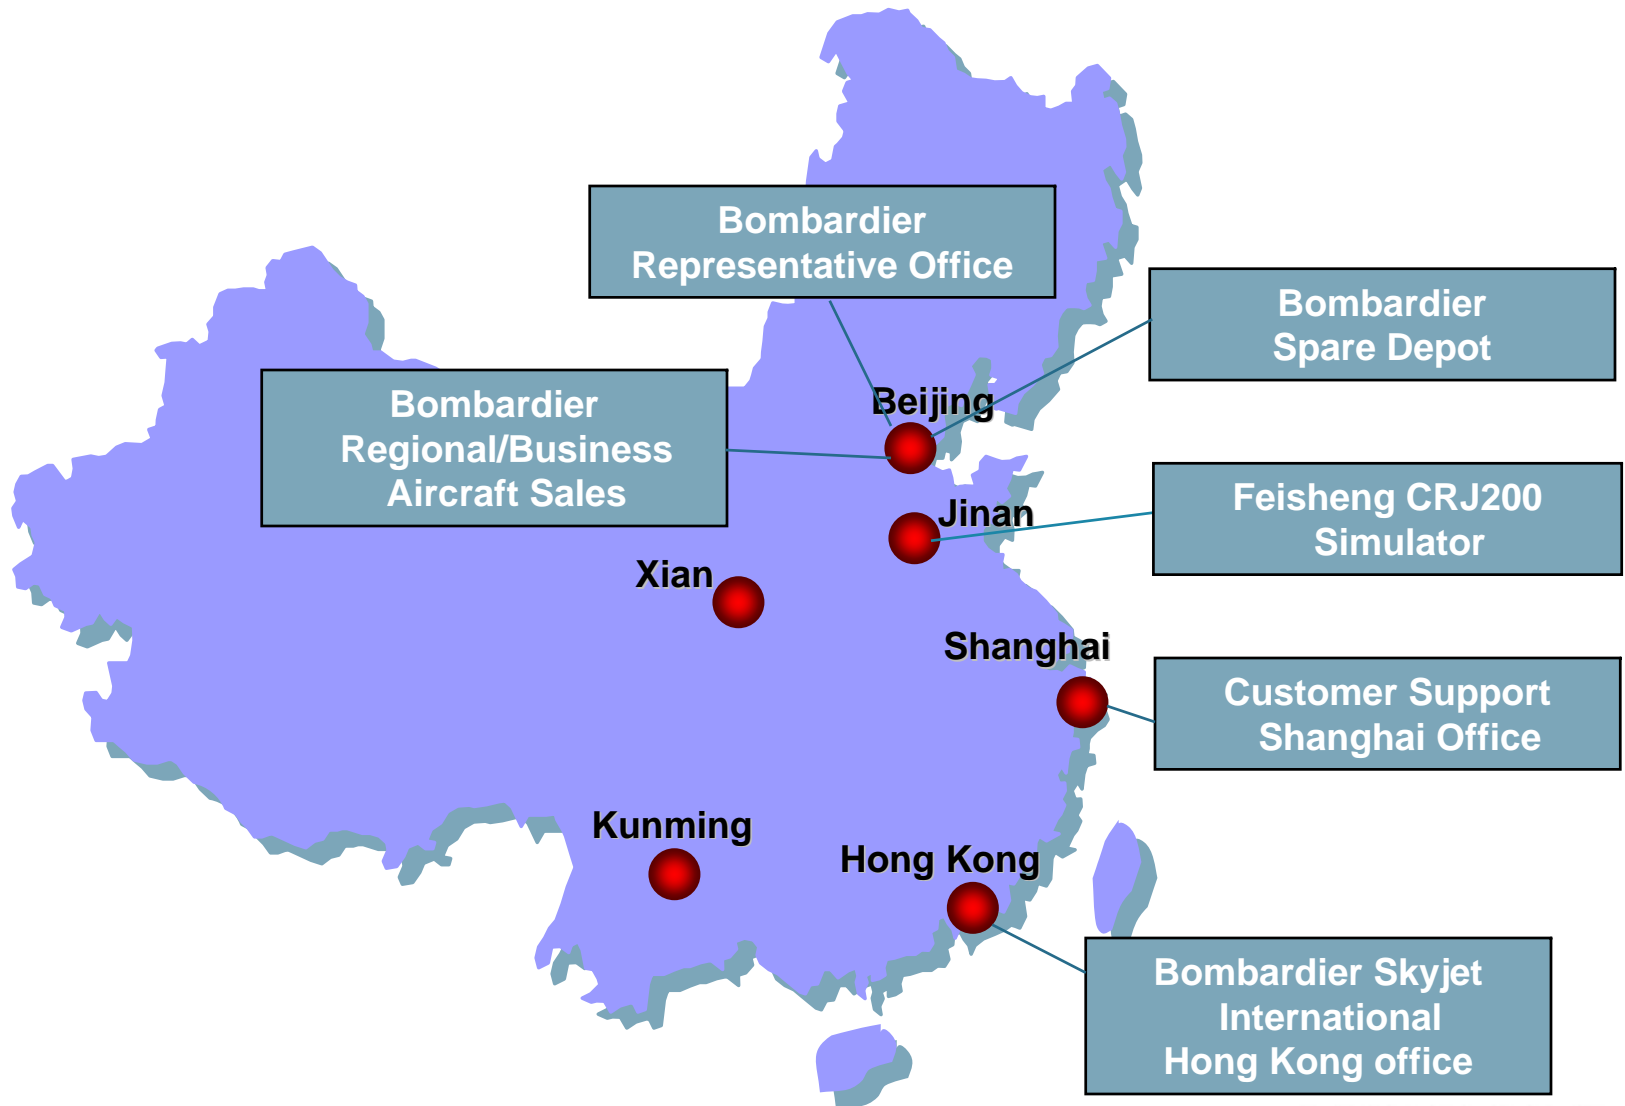 Bombardier
Representative Office
Bombardier
Spare Depot
Bombardier
Regional/Business
Aircraft Sales
Beijing
Feisheng CRJ200
Simulator
Jinan
Xian
Shanghai
Customer Support
Shanghai Office
Kunming
Hong Kong
Bombardier Skyjet
International
Hong Kong office